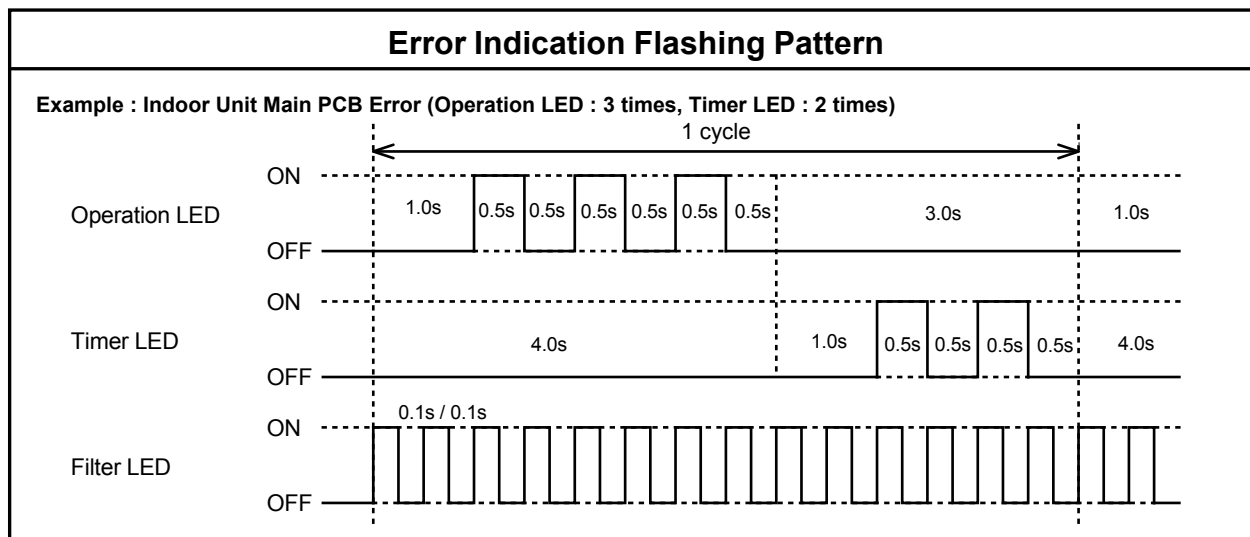 Error Indication Flashing Pattern
Example : Indoor Unit Main PCB Error (Operation LED : 3 times, Timer LED : 2 times)
1 cycle
ON
Operation LED
1.0s 0.5s 0.5s 0.5s 0.5s 0.5s 0.5s 3.0s 1.0s
OFF
ON
Timer LED
4.0s 1.0s 0.5s 0.5s 0.5s 0.5s 4.0s
OFF
0.1s / 0.1s
ON
Filter LED
OFF